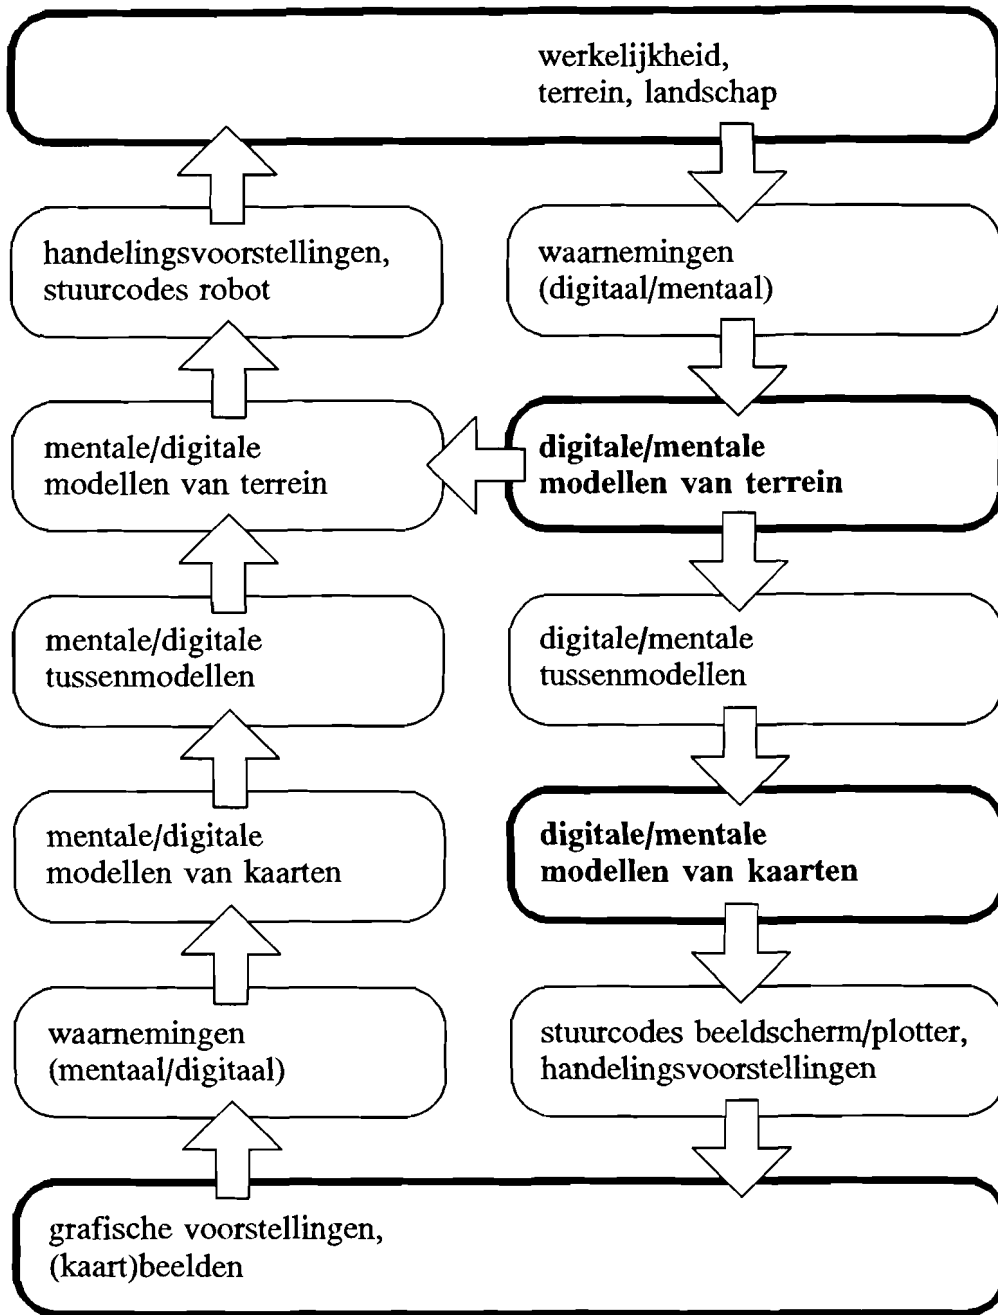 werkelijkheid,
terrein, landschap
handelingsvoorstellingen,
stuurcodes robot
waarnemingen
(digitaal/mentaal)
mentale/digitale
modellen van terrein
digitale/mentale
modellen van terrein
mentale/digitale
tussenmodellen
digitale/mentale
tussenmodellen
mentale/digitale
modellen van kaarten
digitale/mentale
modellen van kaarten
waarnemingen
(mentaal/digitaal)
stuurcodes beeldscherm/plotter,
handelingsvoorstellingen
grafische voorstellingen,
(kaart)beelden